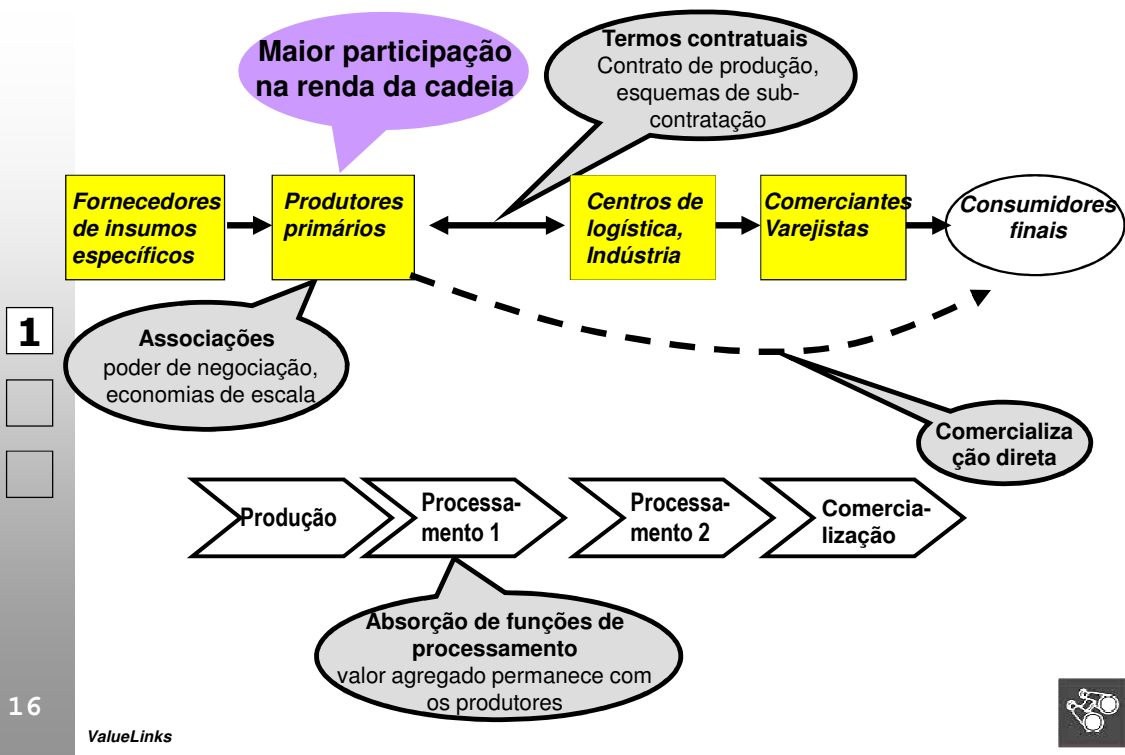 Maior participação
na renda da cadeia
Termos contratuais
Contrato de produção,
esquemas de sub-
contratação
Fornecedores
de insumos
específicos
Produtores
primários
Centros de
logística,
Indústria
Comerciantes
Varejistas
Consumidores
finais
1
Associações
poder de negociação,
economias de escala
Comercializa
ção direta
Produção
Processa-
mento 1
Processa-
mento 2
Comercia-
lização
Absorção de funções de
processamento
valor agregado permanece com
os produtores
16
ValueLinks